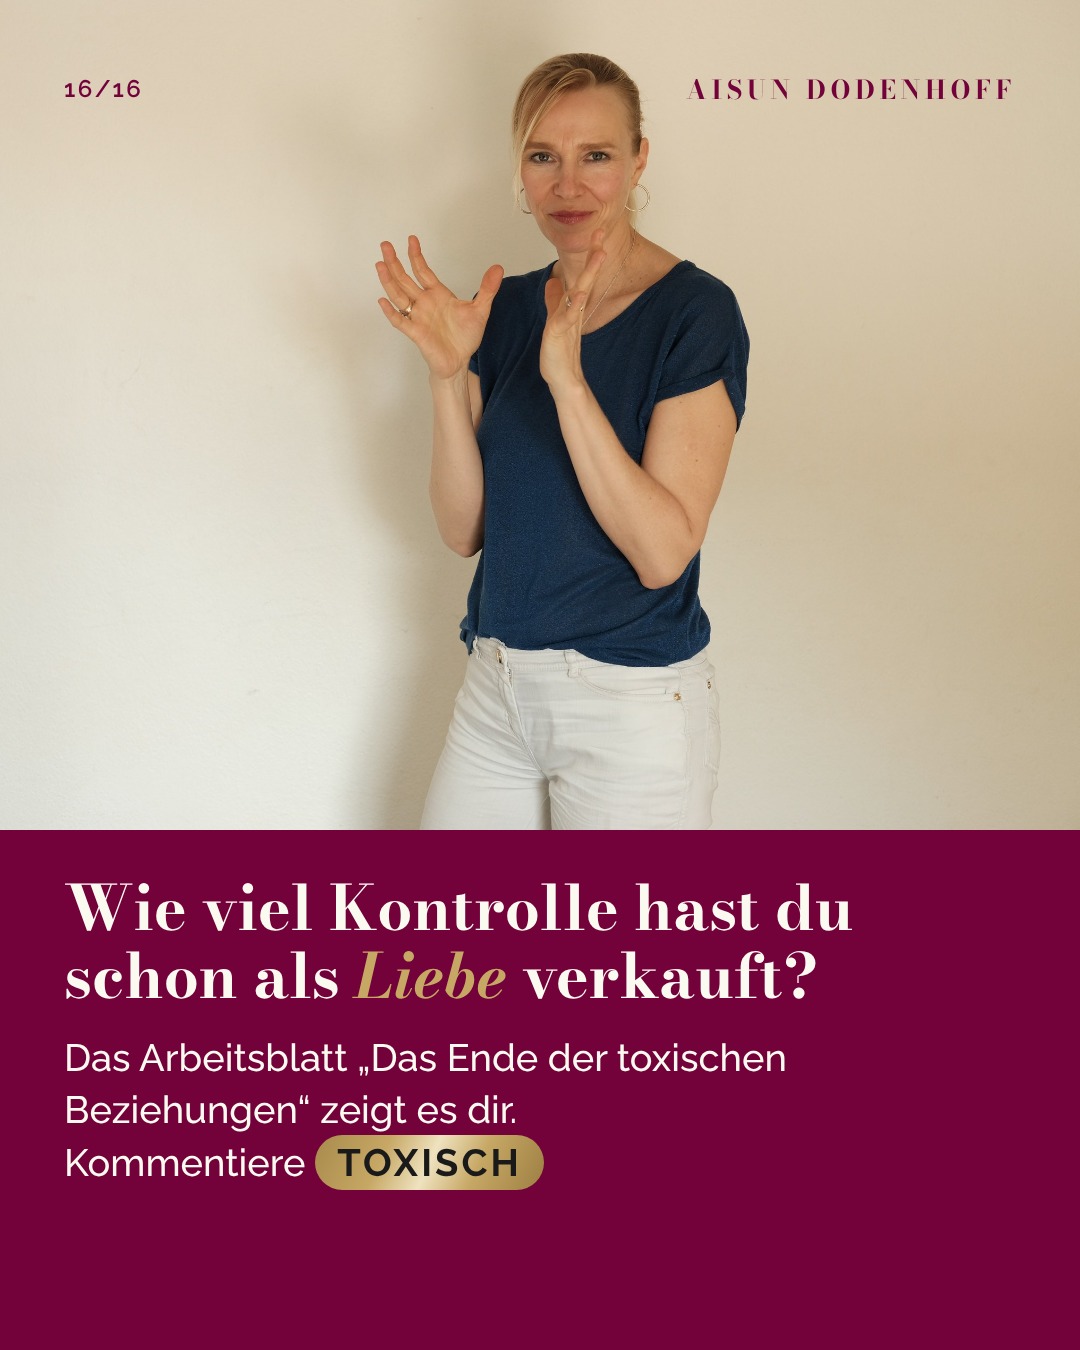 16/16
AISUN DODENHOFF
Wie viel Kontrolle hast du
schon als Liebe verkauft?
Das Arbeitsblatt „Das Ende der toxischen
Beziehungen“ zeigt es dir.
Kommentiere TOXISCH